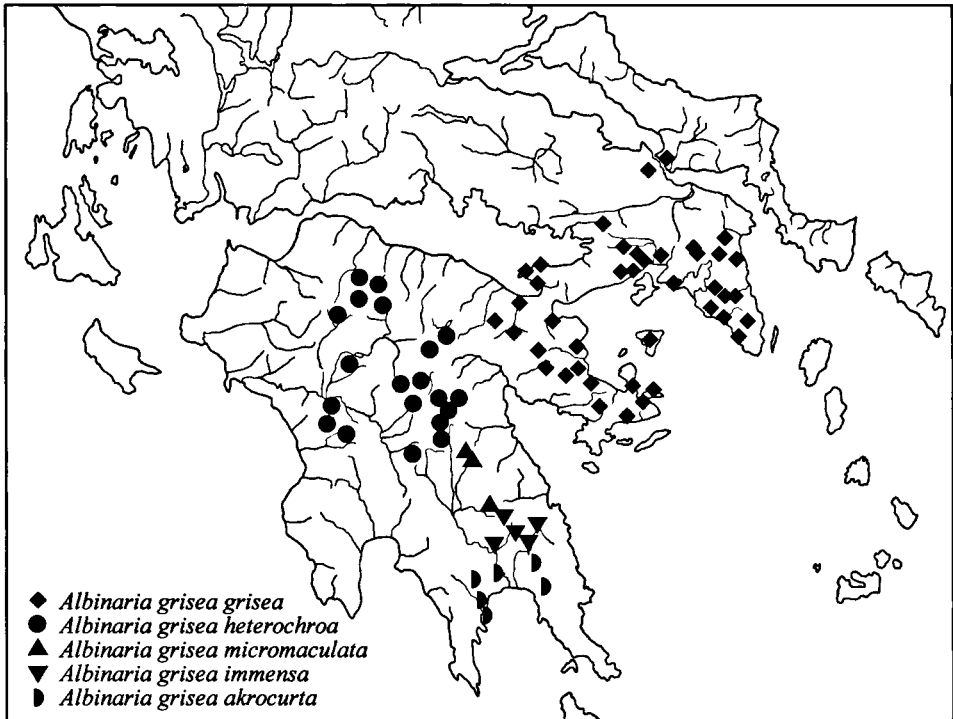 Albinaria grisea grisea
Albinaria grisea heterochroa
Albinaria grisea micromaculata
Albinaria grisea immensa
Albinaria grisea akrocurta